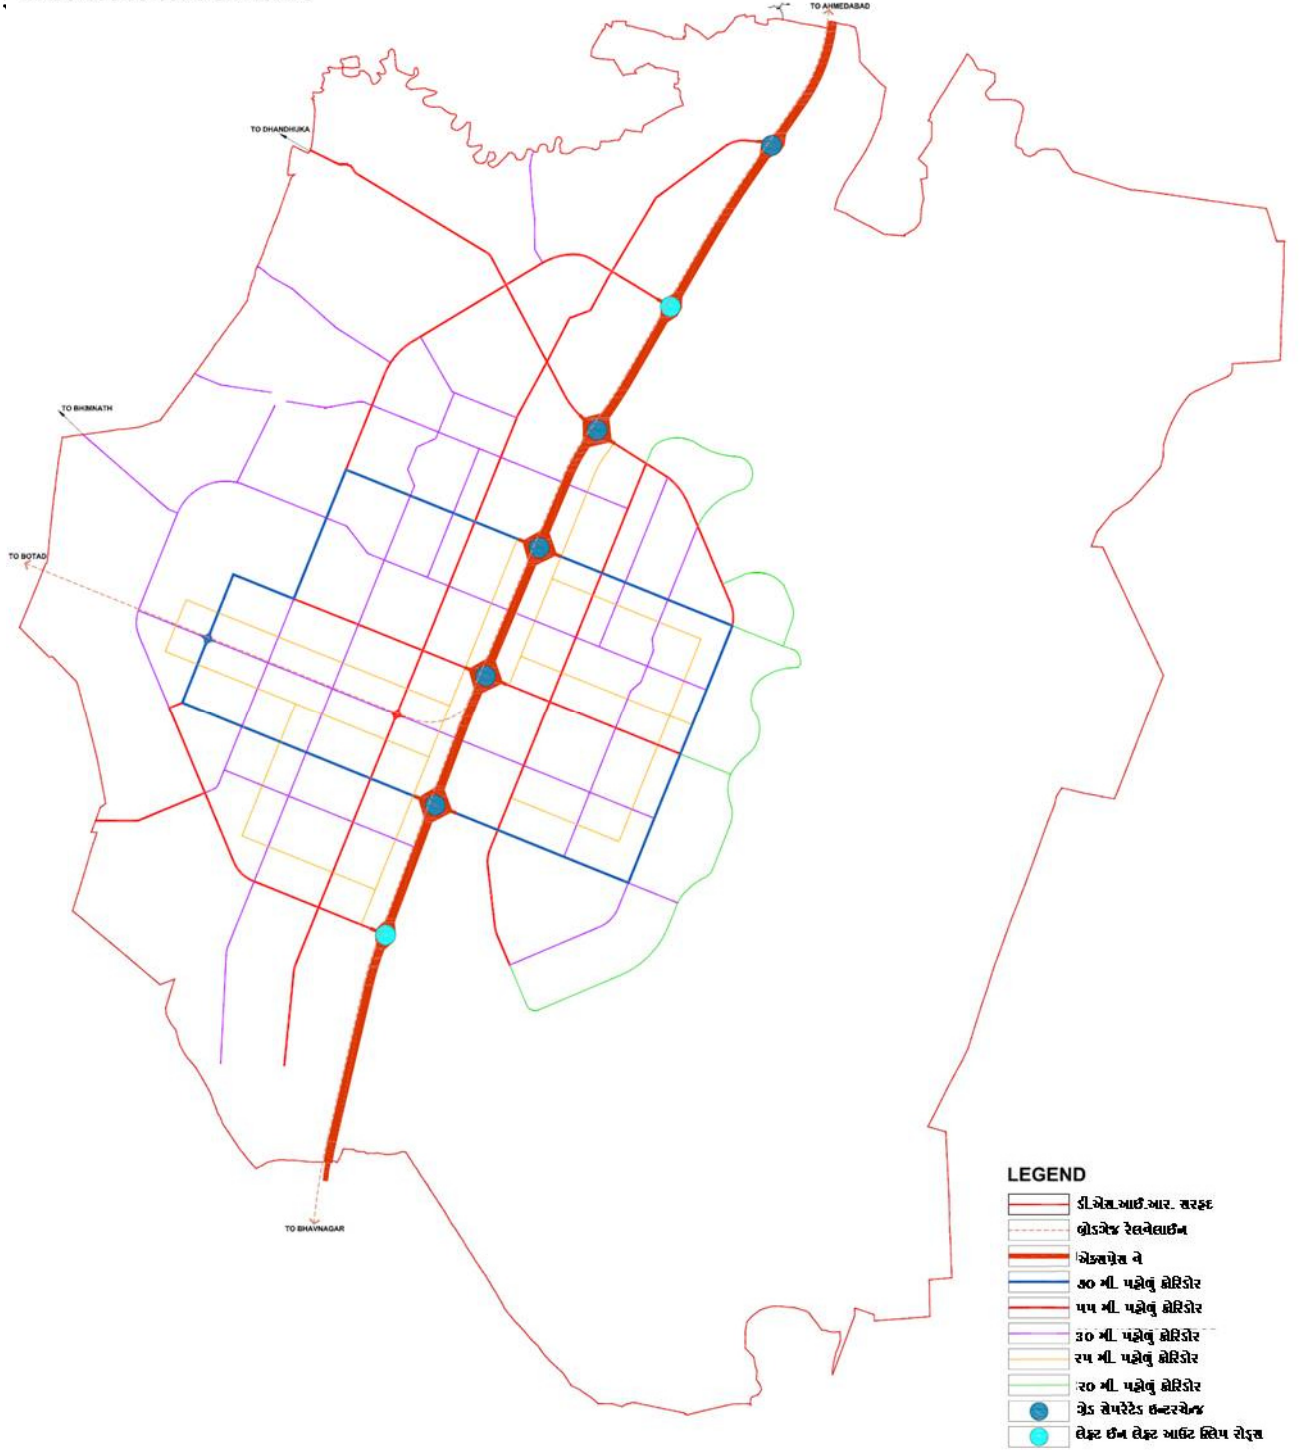 TO AHMEDABAD
TO DHANDHUKA
TO BHIMNATH
TO BOTAD
TO BHAVNAGAR
LEGEND
ડી.એસ.આઈ.આર. સરહદ
બ્રોડગેજ રેલવેલાઈન
એક્સપ્રેસ વે
૭૦ મી. પહોળું કોરિડોર
૫૫ મી. પહોળું કોરિડોર
૩૦ મી. પહોળું કોરિડોર
૨૫ મી. પહોળું કોરિડોર
૨૦ મી. પહોળું કોરિડોર
ગ્રેડ સેપરેટેડ ઇન્ટરચેન્જ
લેફ્ટ ઈન લેફ્ટ આઉટ સ્લિપ રોડ્સ